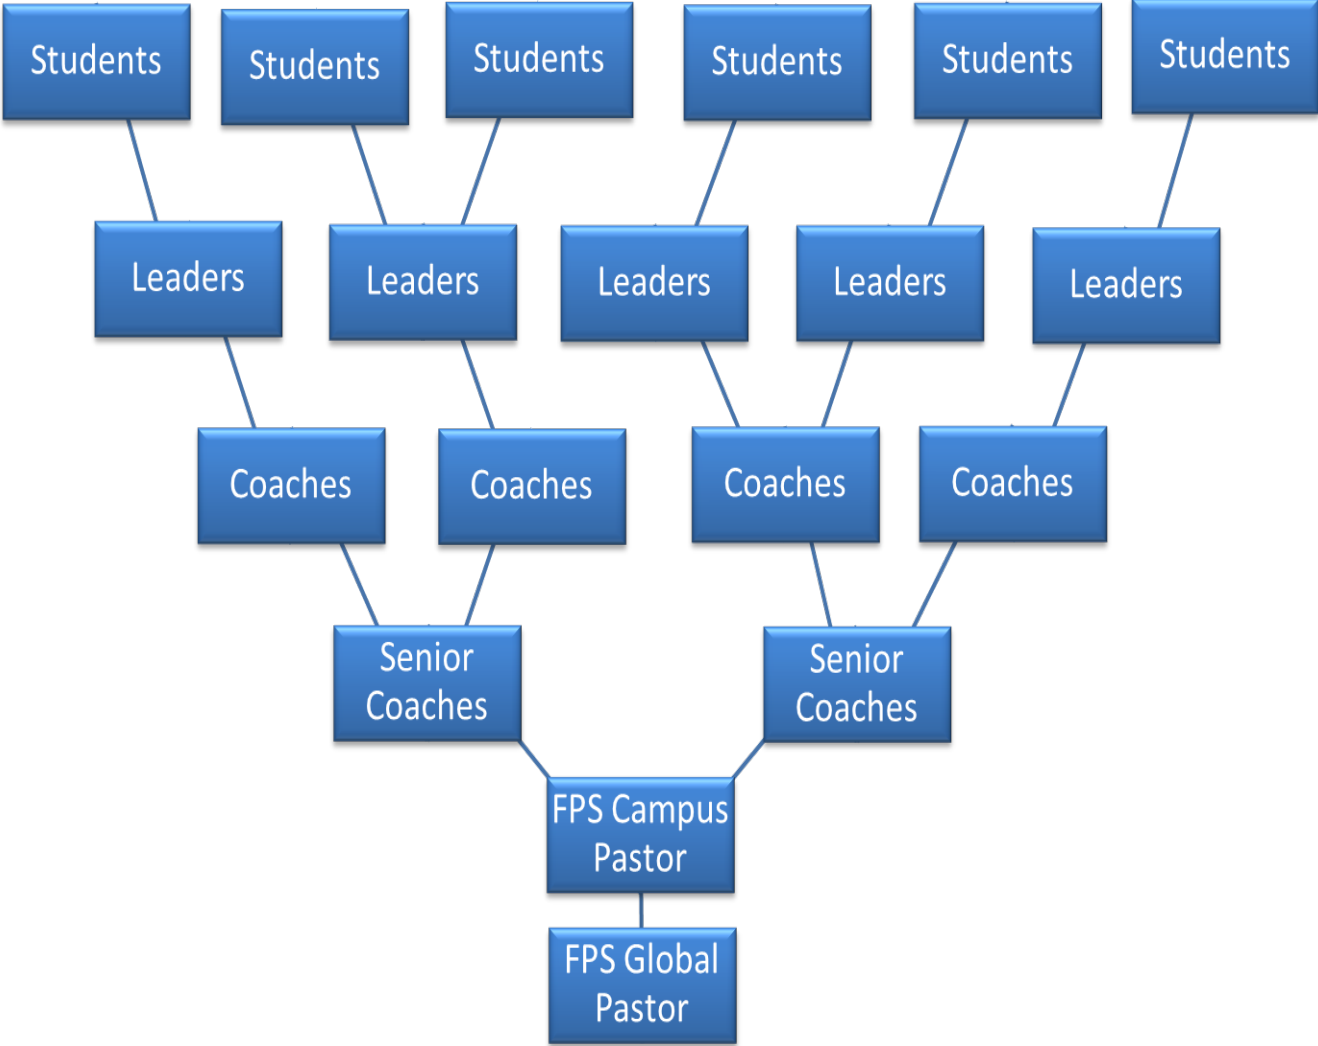 Students
Students
Students
Students
Students
Students
Leaders
Leaders
Leaders
Leaders
Leaders
Coaches
Coaches
Coaches
Coaches
Senior
Coaches
Senior
Coaches
FPS Campus
Pastor
FPS Global
Pastor